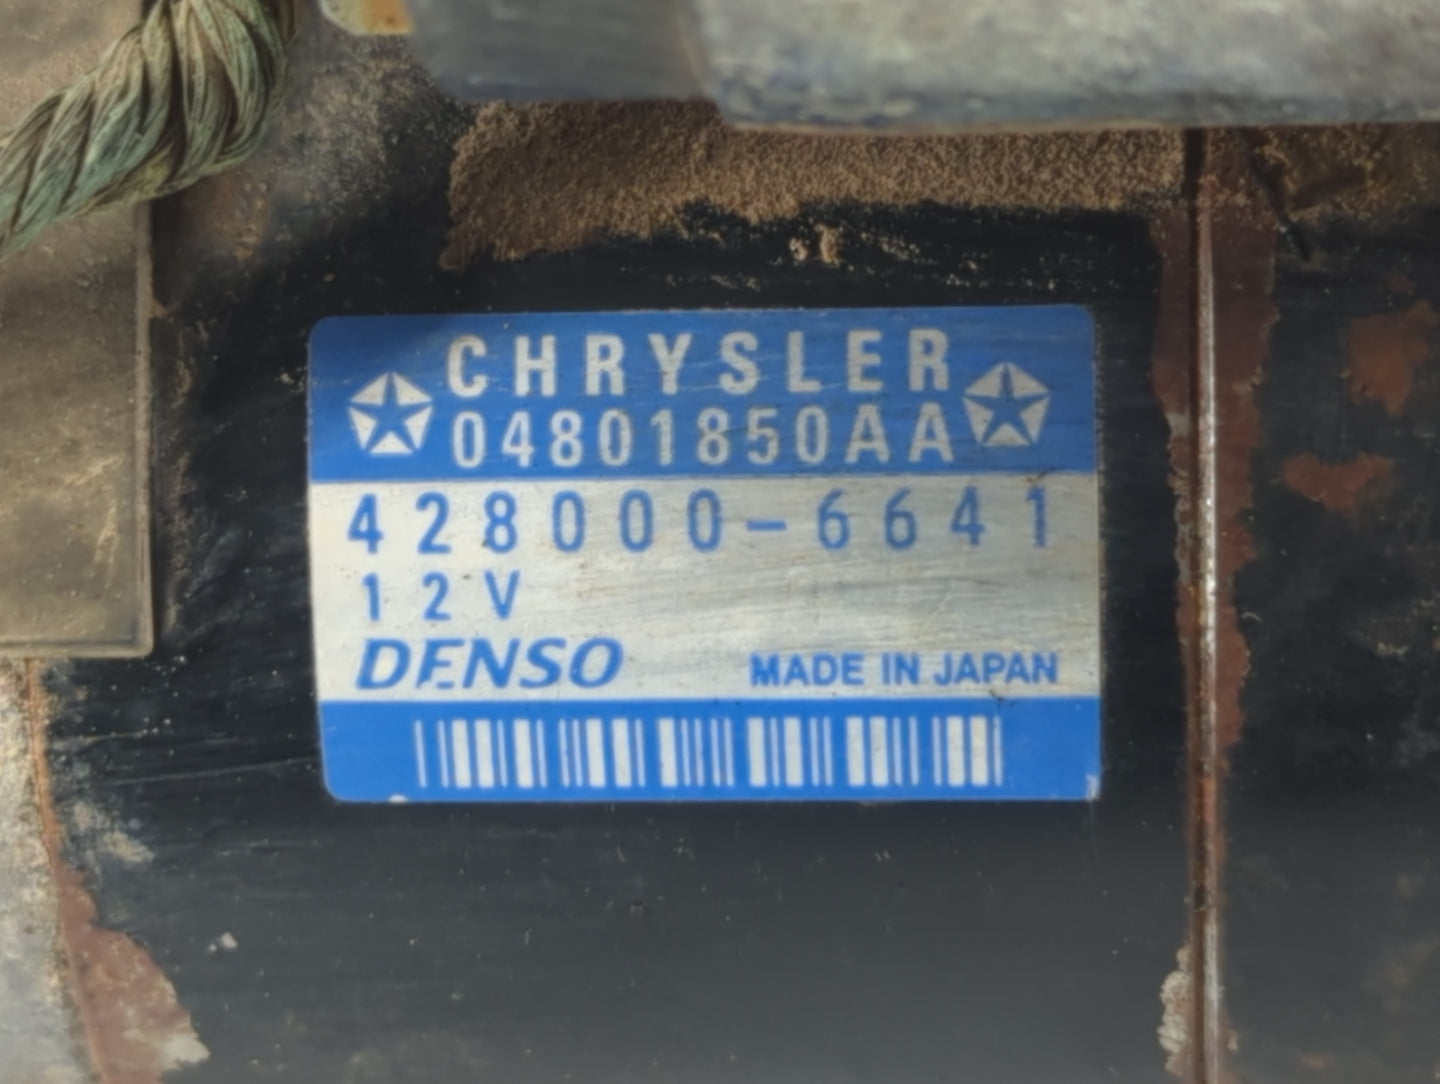 CHRYSLER
04801850AA
428000-6641
12V
DENSO
MADE IN JAPAN